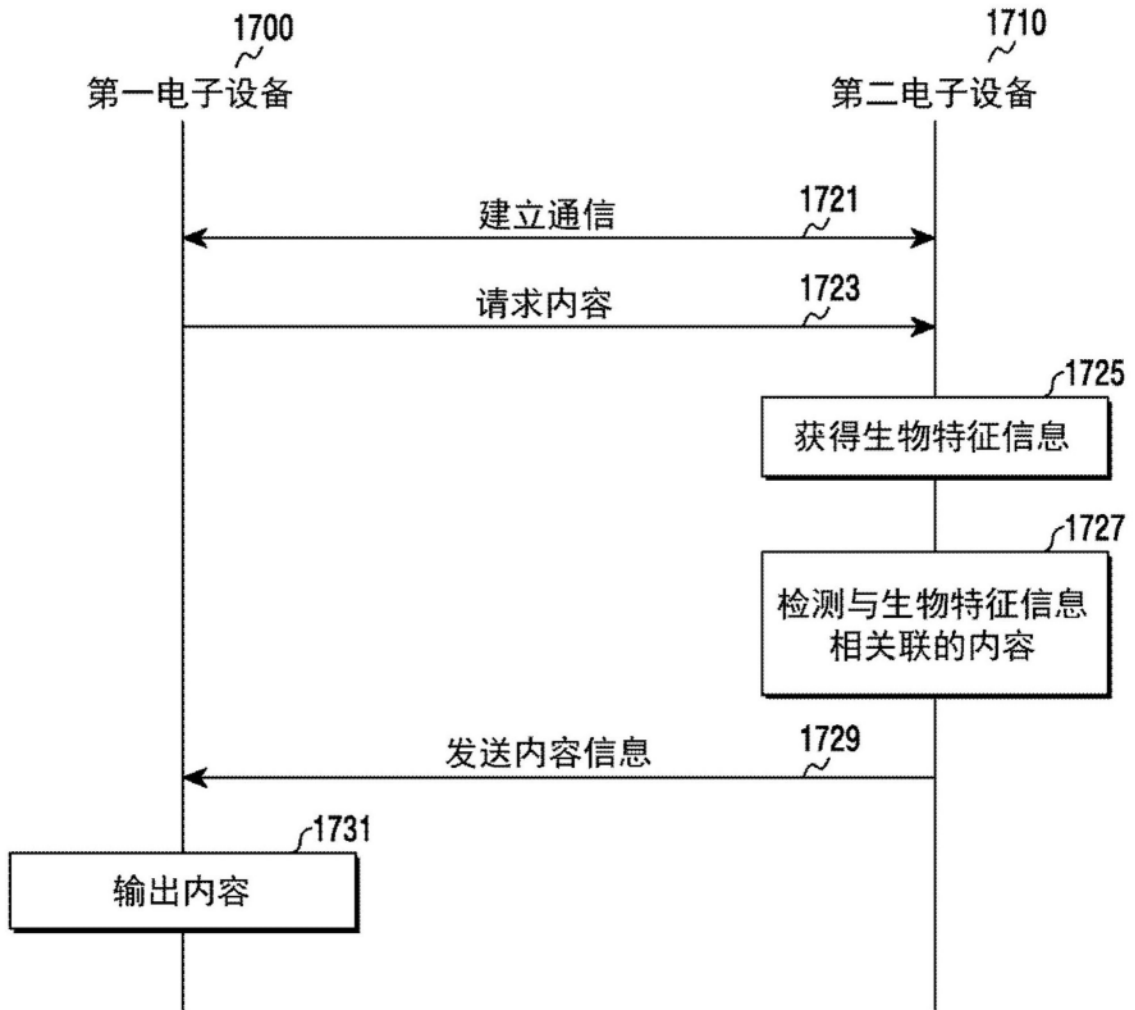 1700
1710
第一电子设备
第二电子设备
建立通信
1721
请求内容
1723
1725
获得生物特征信息
1727
检测与生物特征信息
相关联的内容
发送内容信息
1729
1731
输出内容